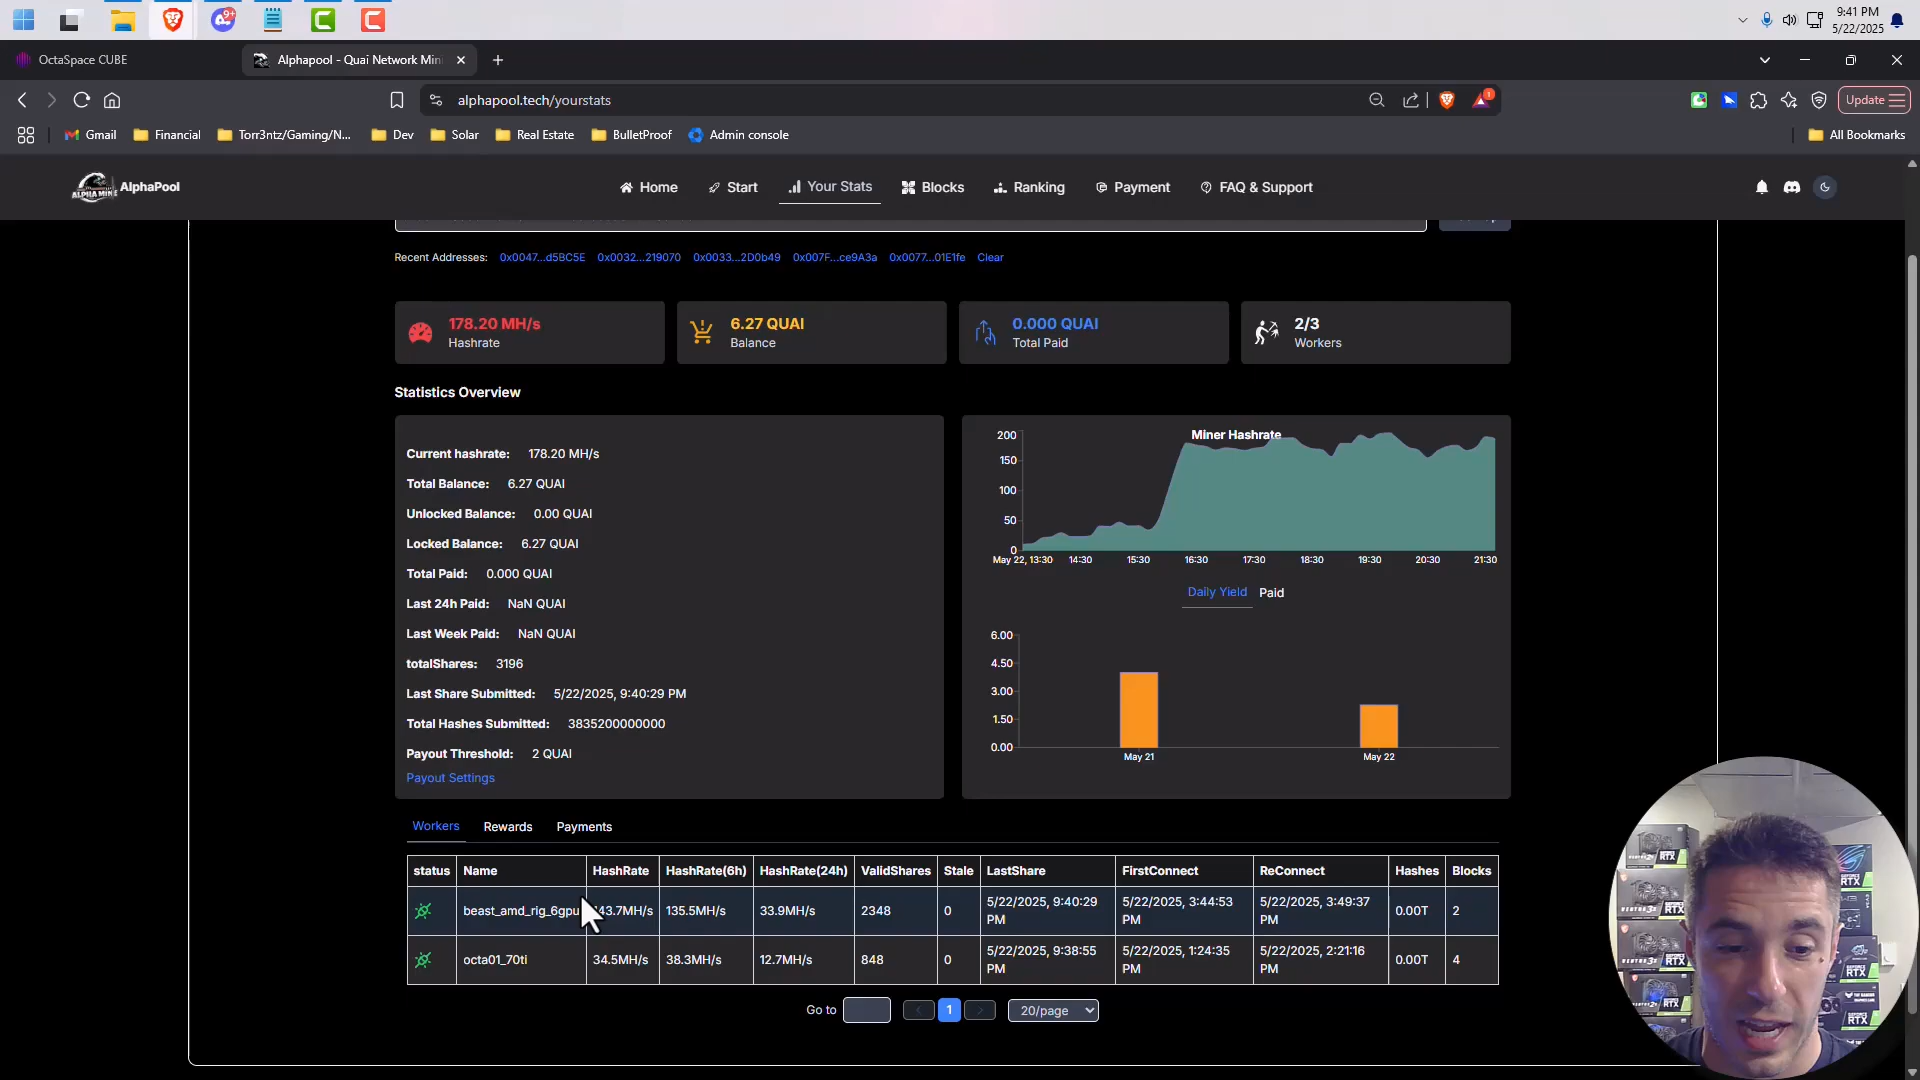 9:41 PM
5/22/2025
OctaSpace CUBE
Alphapool - Quai Network Min
alphapool.tech/yourstats
Update
Gmail
Financial
Torr3ntz/Gaming/N...
Dev
Solar
Real Estate
BulletProof
Admin console
All Bookmarks
AlphaPool
Home
Start
Your Stats
Blocks
Ranking
Payment
FAQ & Support
Recent Addresses: 0x0047...d5BC5E 0x0032...219070 0x0033...2D0b49 0x007F...ce9A3a 0x0077...01E1fe Clear
178.20 MH/s
Hashrate
6.27 QUAI
Balance
0.000 QUAI
Total Paid
2/3
Workers
Statistics Overview
Current hashrate: 178.20 MH/s
Total Balance: 6.27 QUAI
Unlocked Balance: 0.00 QUAI
Locked Balance: 6.27 QUAI
Total Paid: 0.000 QUAI
Last 24h Paid: NaN QUAI
Last Week Paid: NaN QUAI
totalShares: 3196
Last Share Submitted: 5/22/2025, 9:40:29 PM
Total Hashes Submitted: 3835200000000
Payout Threshold: 2 QUAI
Payout Settings
Miner Hashrate
200
150
100
50
0
May 22, 13:30 14:30 15:30 16:30 17:30 18:30 19:30 20:30 21:30
Daily Yield Paid
6.00
4.50
3.00
1.50
0.00
May 21 May 22
Workers Rewards Payments
status Name HashRate HashRate(6h) HashRate(24h) ValidShares Stale LastShare FirstConnect ReConnect Hashes Blocks
beast_amd_rig_6gpu 43.7MH/s 135.5MH/s 33.9MH/s 2348 0 5/22/2025, 9:40:29 PM 5/22/2025, 3:44:53 PM 5/22/2025, 3:49:37 PM 0.00T 2
octa01_70ti 34.5MH/s 38.3MH/s 12.7MH/s 848 0 5/22/2025, 9:38:55 PM 5/22/2025, 1:24:35 PM 5/22/2025, 2:21:16 PM 0.00T 4
Go to 1 20/page